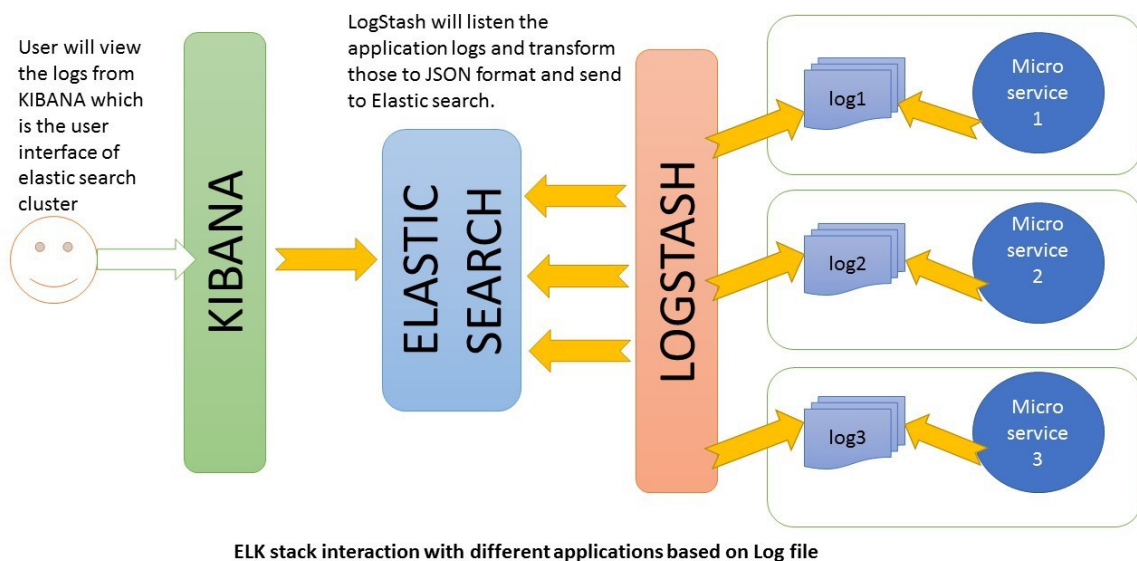 User will view
the logs from
KIBANA which
is the user
interface of
elastic search
cluster
KIBANA
LogStash will listen the
application logs and transform
those to JSON format and send
to Elastic search.
ELASTIC
SEARCH
LOGSTASH
log1
Micro
service
1
log2
Micro
service
2
log3
Micro
service
3
ELK stack interaction with different applications based on Log file